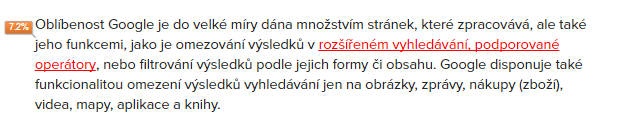 7.2%
Oblíbenost Google je do velké míry dána množstvím stránek, které zpracovává, ale také
jeho funkcemi, jako je omezování výsledků v rozšířeném vyhledávání, podporované
operátory, nebo filtrování výsledků podle jejich formy či obsahu. Google disponuje také
funkcionalitou omezení výsledků vyhledávání jen na obrázky, zprávy, nákupy (zboží),
videa, mapy, aplikace a knihy.